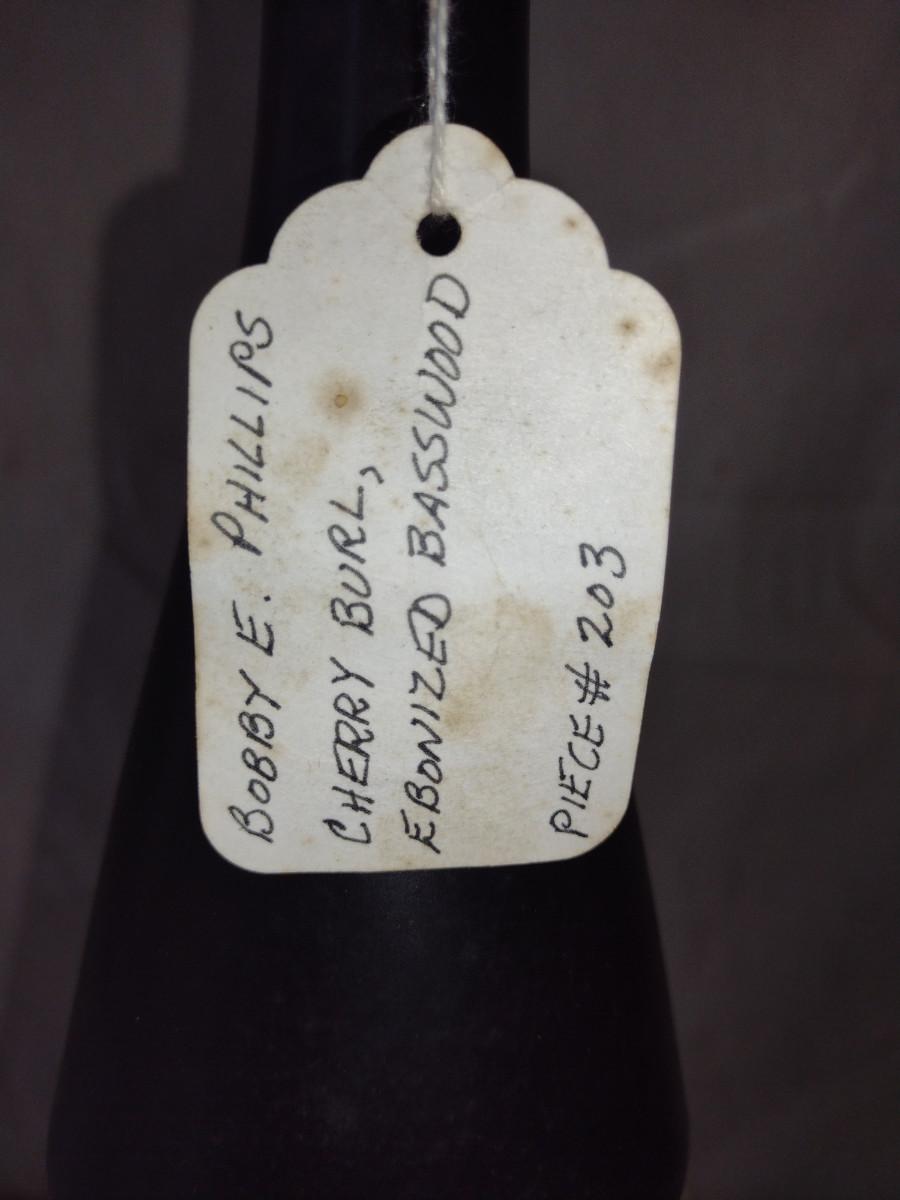 BOBBY E. PHILLIPS
CHERRY BURL,
EBONIZED BASSWOOD
PIECE # 203